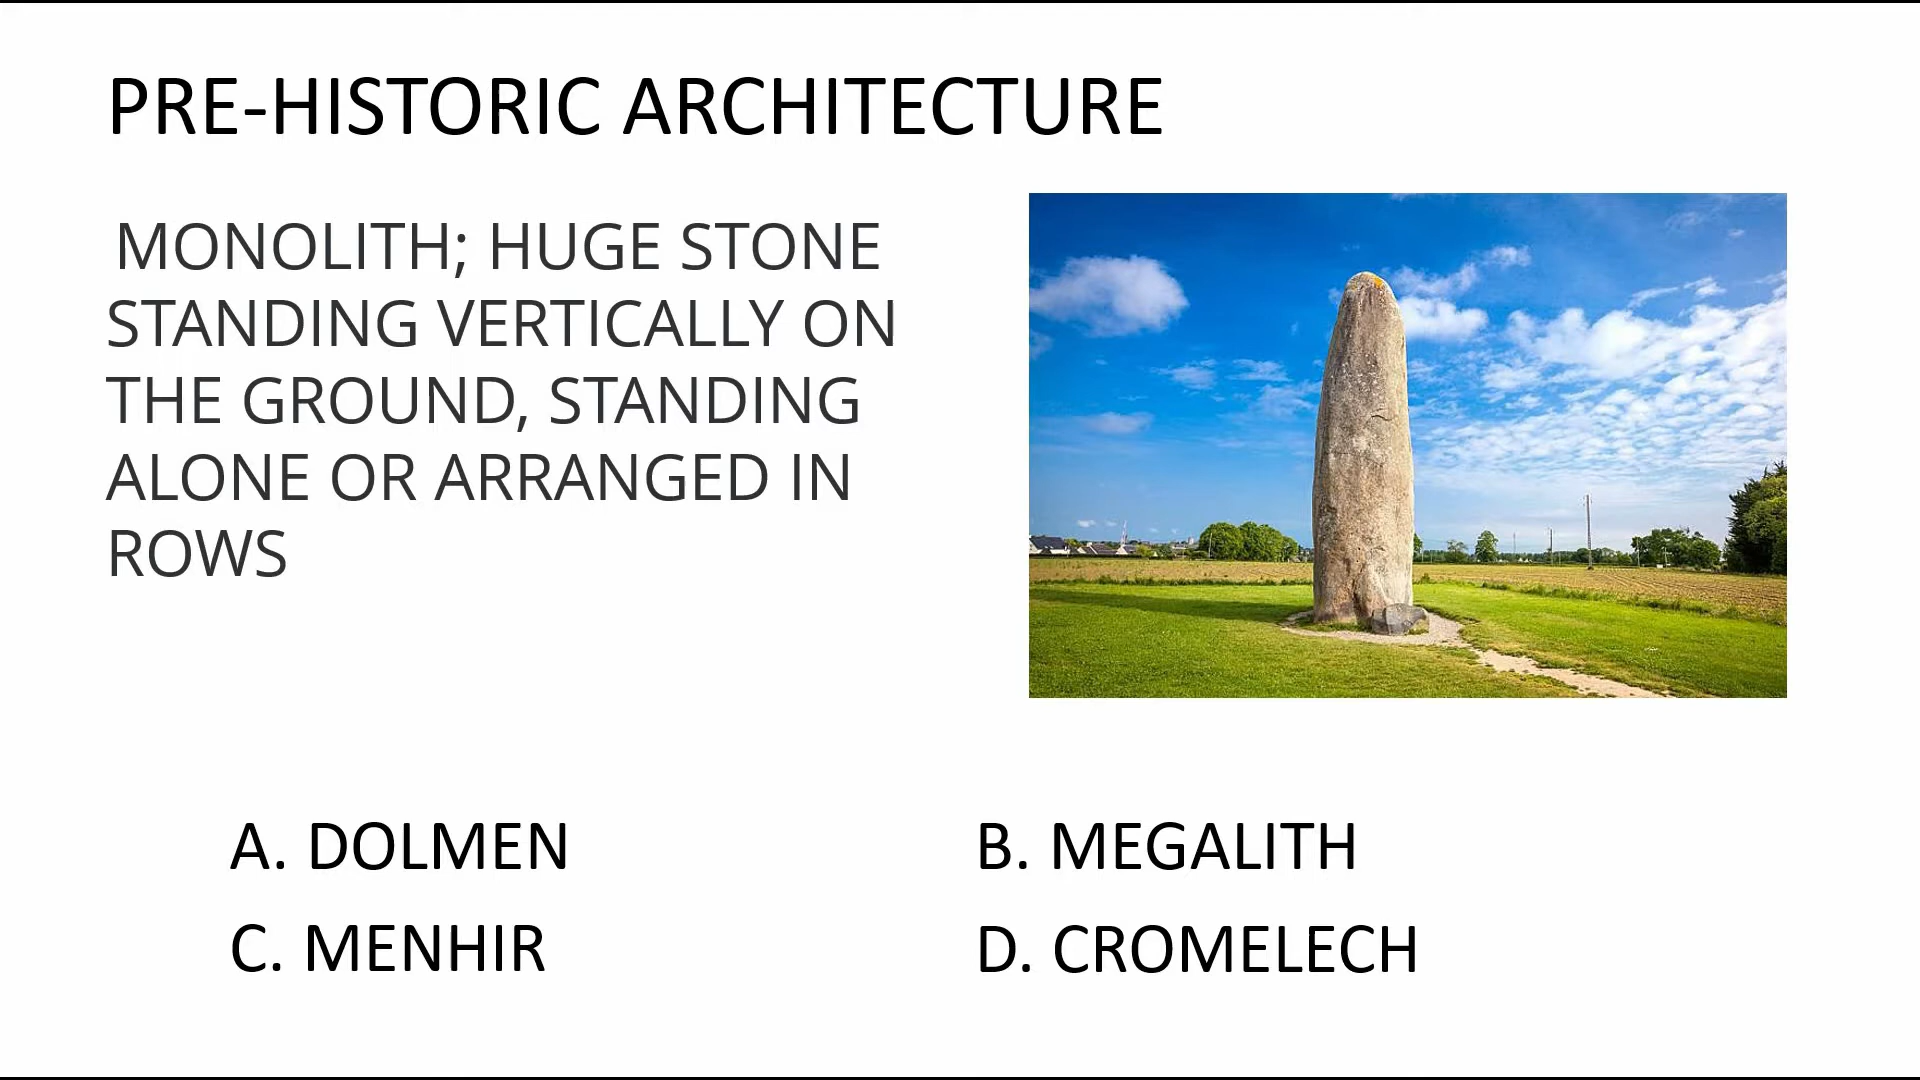 PRE-HISTORIC ARCHITECTURE
MONOLITH; HUGE STONE
STANDING VERTICALLY ON
THE GROUND, STANDING
ALONE OR ARRANGED IN
ROWS
A. DOLMEN
B. MEGALITH
C. MENHIR
D. CROMELECH